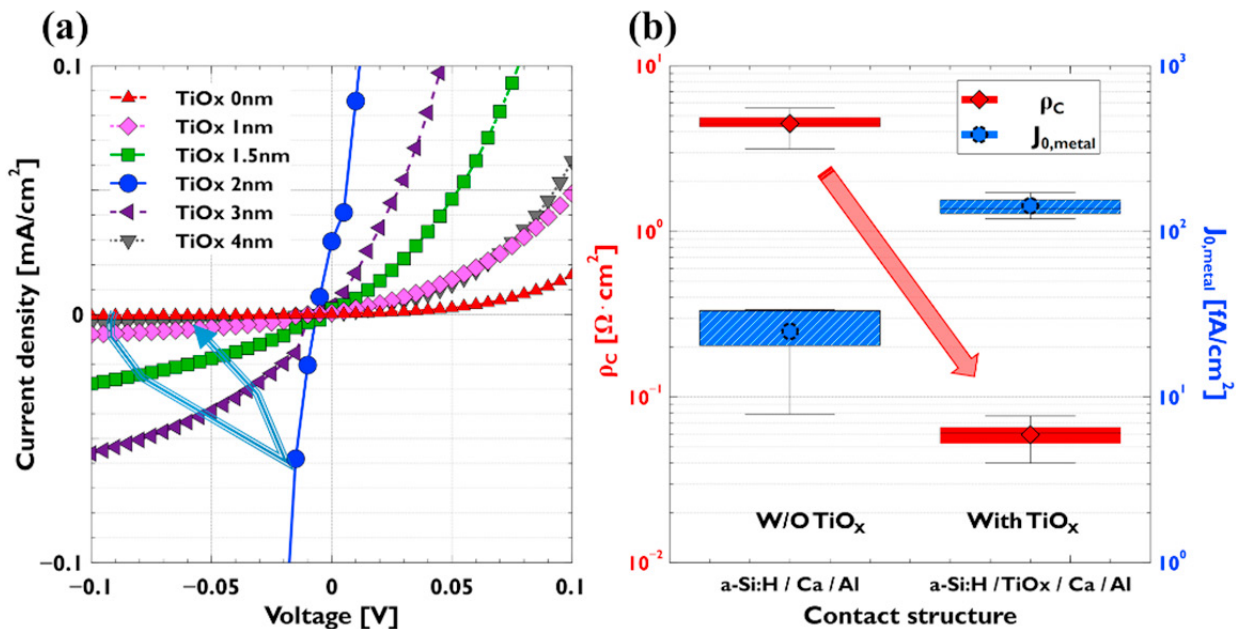 (a)
0.1
TiOx 0nm
TiOx 1nm
TiOx 1.5nm
TiOx 2nm
TiOx 3nm
TiOx 4nm
Current density [mA/cm²]
0
−0.1
−0.1 −0.05 0 0.05 0.1
Voltage [V]
(b)
10¹
10⁰
10⁻¹
10⁻²
ρC [Ω· cm²]
ρC
J0,metal
W/O TiOx
With TiOx
10³
10²
10¹
10⁰
J0,metal [fA/cm²]
a-Si:H / Ca / Al
a-Si:H / TiOx / Ca / Al
Contact structure